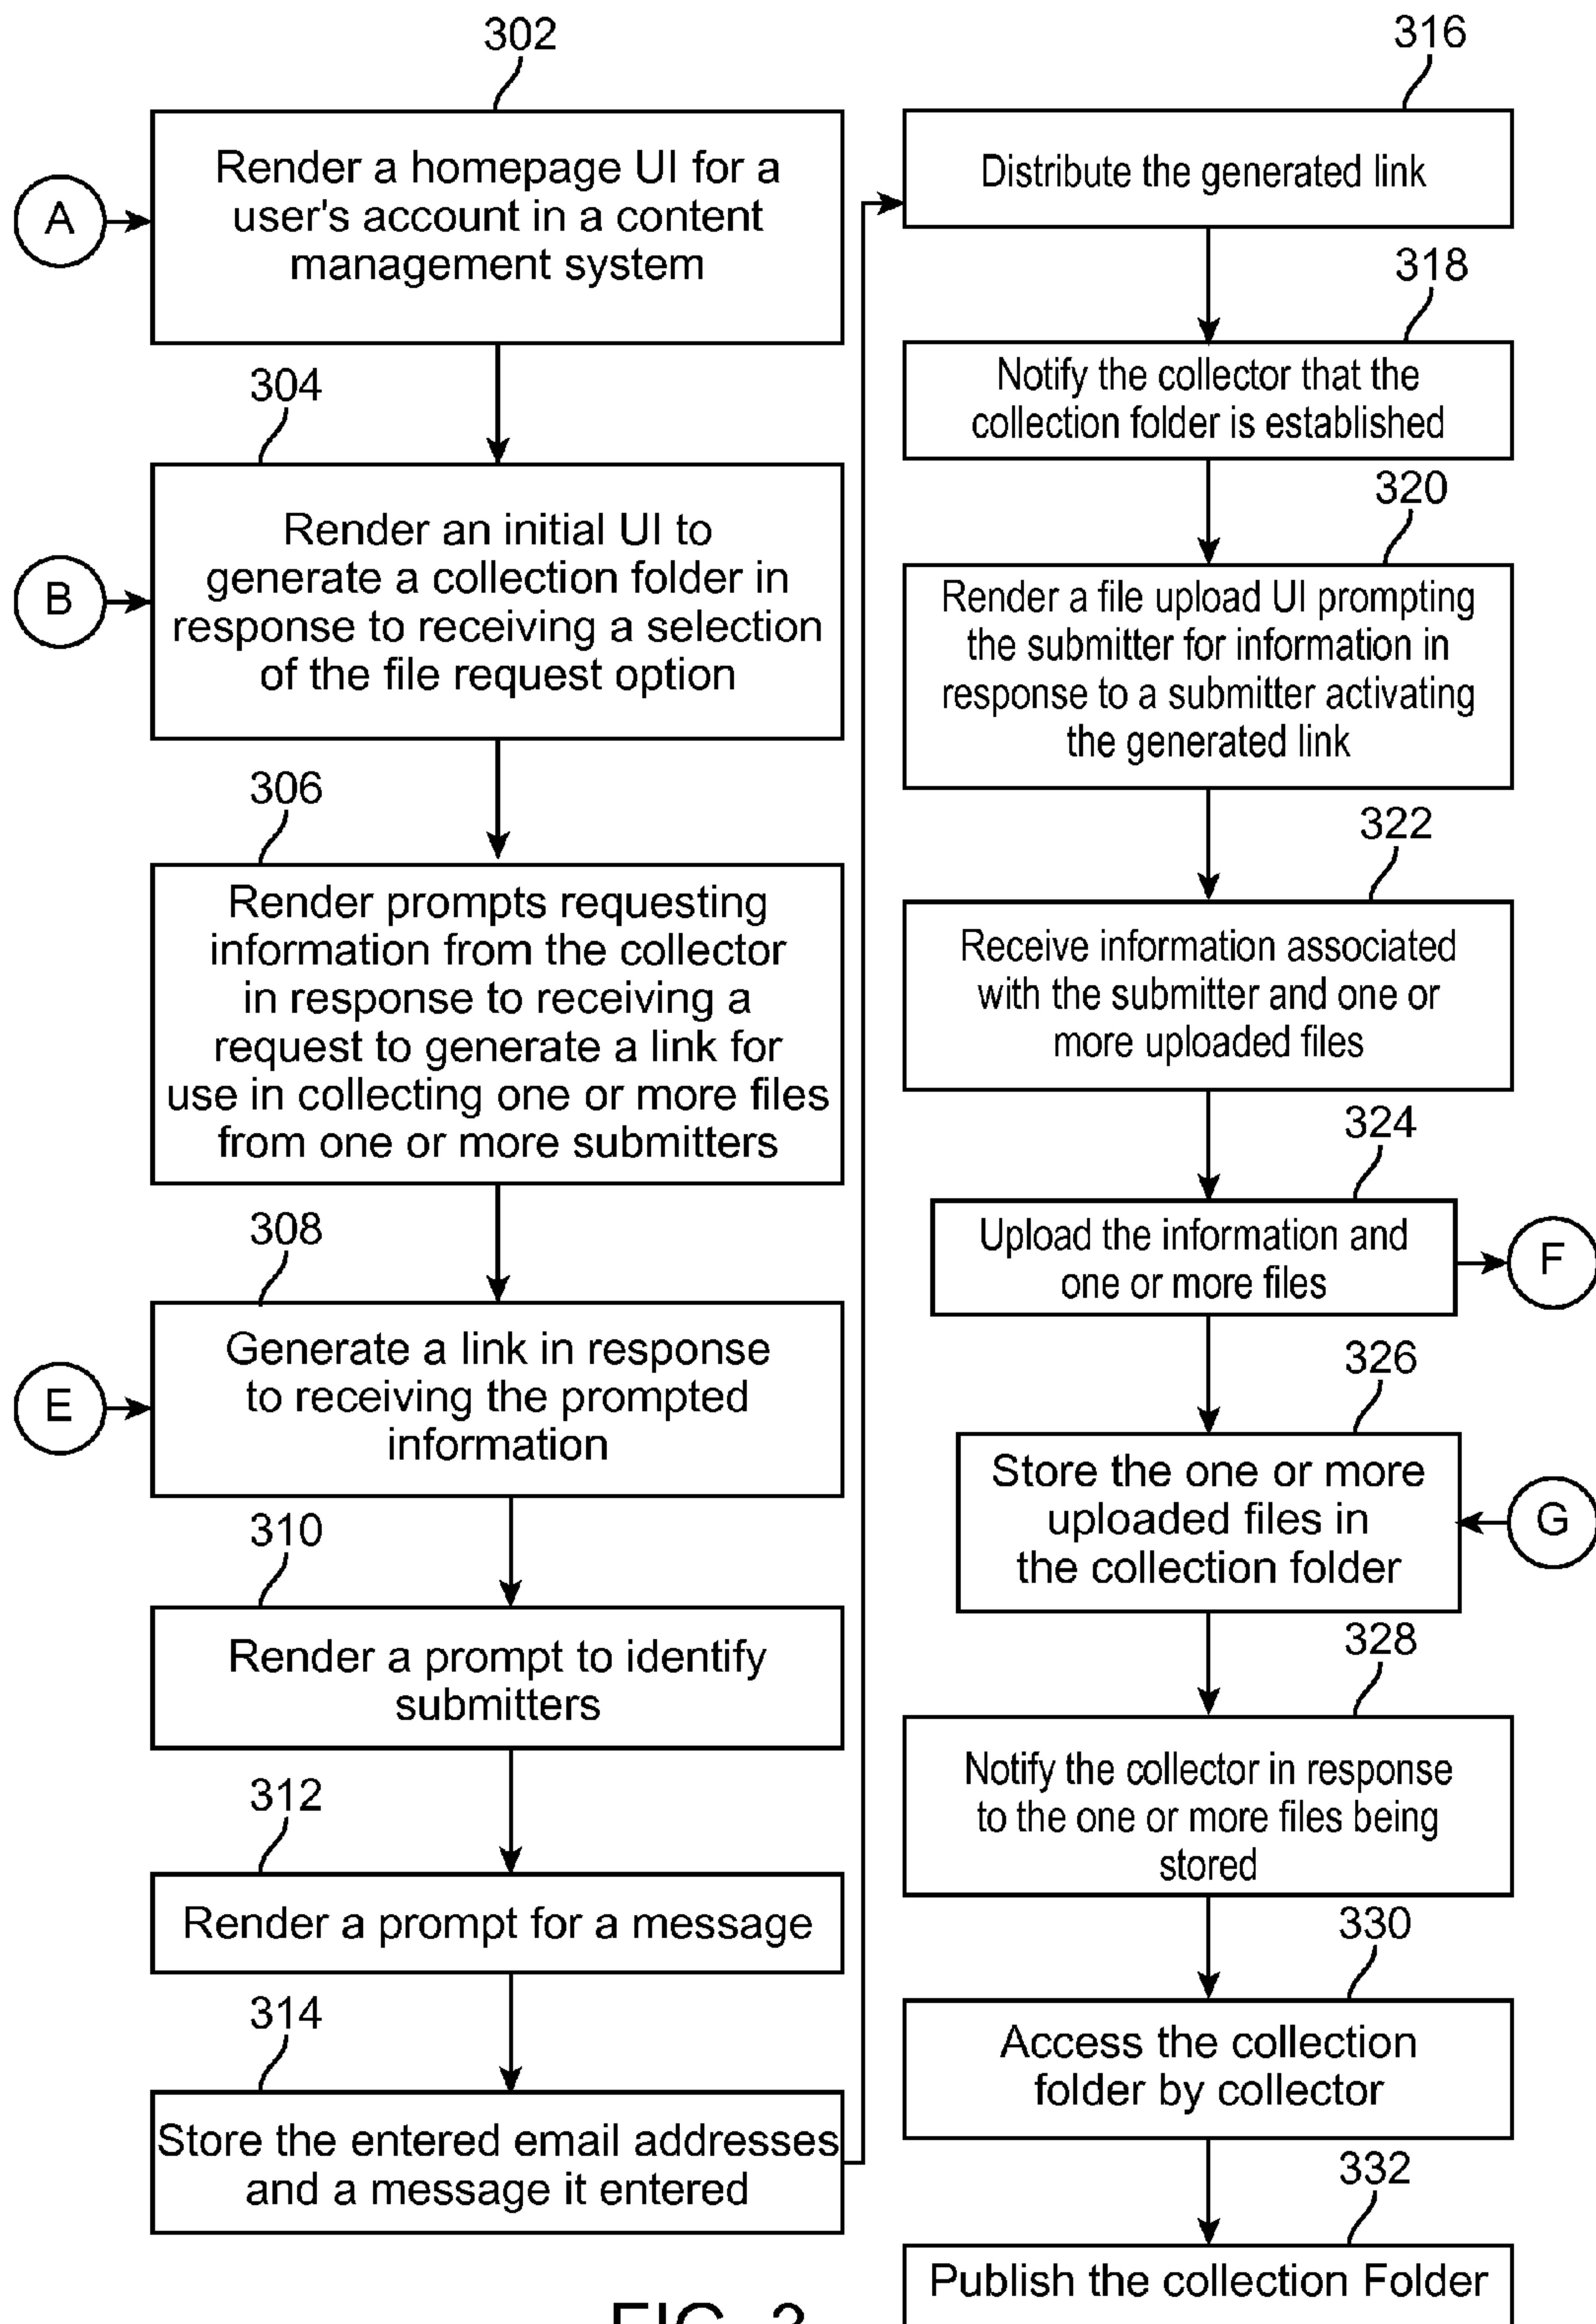 302
A
Render a homepage UI for a
user's account in a content
management system
304
B
Render an initial UI to
generate a collection folder in
response to receiving a selection
of the file request option
306
Render prompts requesting
information from the collector
in response to receiving a
request to generate a link for
use in collecting one or more files
from one or more submitters
308
E
Generate a link in response
to receiving the prompted
information
310
Render a prompt to identify
submitters
312
Render a prompt for a message
314
Store the entered email addresses
and a message it entered
316
Distribute the generated link
318
Notify the collector that the
collection folder is established
320
Render a file upload UI prompting
the submitter for information in
response to a submitter activating
the generated link
322
Receive information associated
with the submitter and one or
more uploaded files
324
Upload the information and
one or more files
F
326
Store the one or more
uploaded files in
the collection folder
G
328
Notify the collector in response
to the one or more files being
stored
330
Access the collection
folder by collector
332
Publish the collection Folder